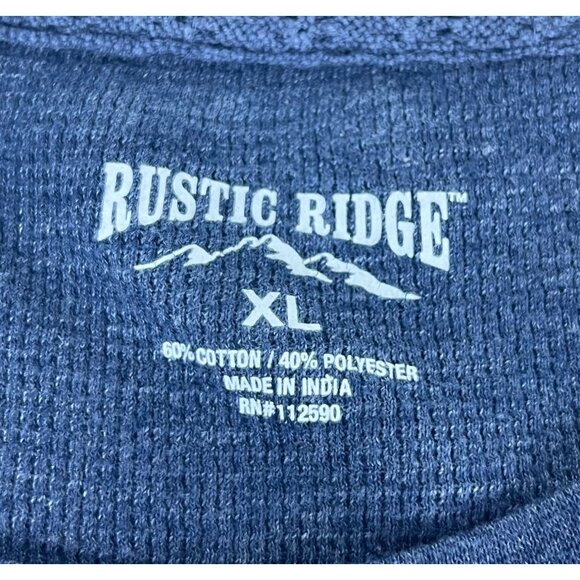 RUSTIC RIDGE™
XL
60% COTTON / 40% POLYESTER
MADE IN INDIA
RN#112590